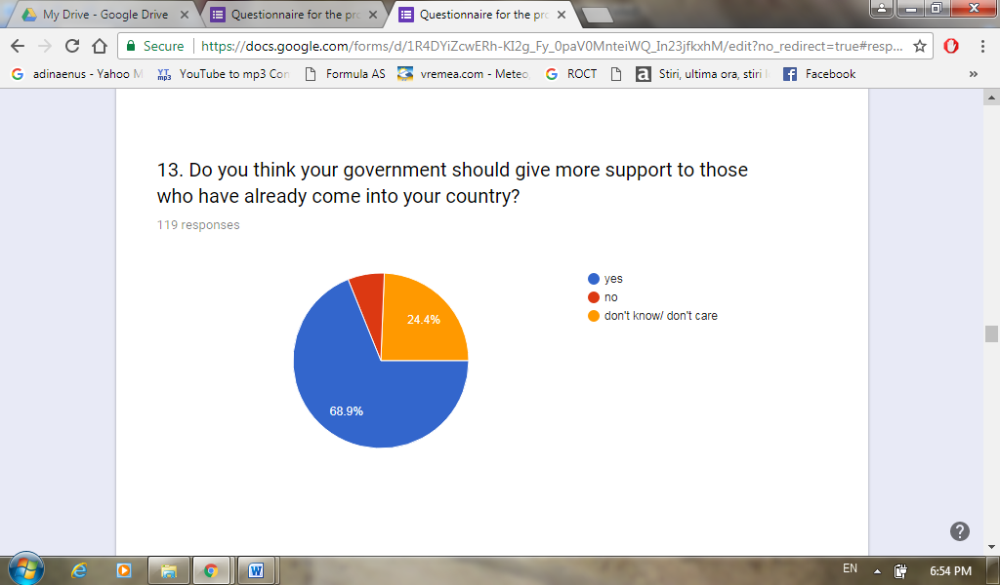 My Drive - Google Drive
Questionnaire for the pro
Questionnaire for the pro
Secure
https://docs.google.com/forms/d/1R4DYiZcwERh-KI2g_Fy_0paV0MnteiWQ_In23jfkxhM/edit?no_redirect=true#resp...
adinaenus - Yahoo M
YouTube to mp3 Con
Formula AS
vremea.com - Meteo
ROCT
Stiri, ultima ora, stiri
Facebook
13. Do you think your government should give more support to those
who have already come into your country?
119 responses
yes
no
don't know/ don't care
24.4%
68.9%
EN
6:54 PM